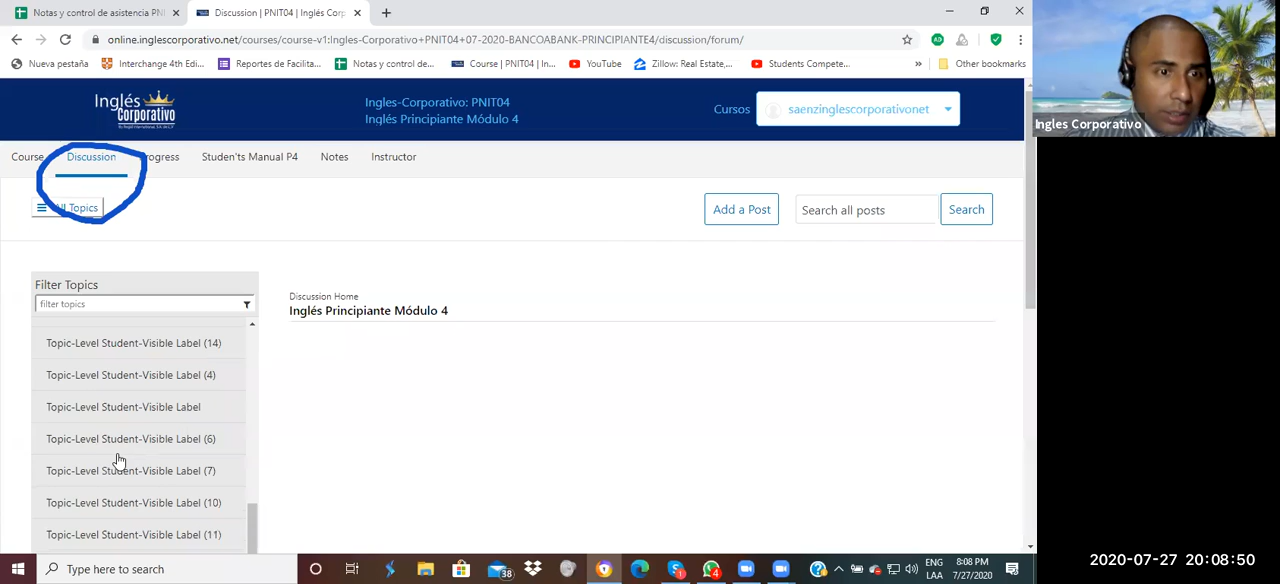 Notas y control de asistencia PNI
Discussion | PNIT04 | Inglés Corp
online.inglescorporativo.net/courses/course-v1:Ingles-Corporativo+PNIT04+07-2020-BANCOABANK-PRINCIPIANTE4/discussion/forum/
Nueva pestaña
Interchange 4th Edi...
Reportes de Facilita...
Notas y control de...
Course | PNIT04 | In...
YouTube
Zillow: Real Estate,...
Students Compete...
»
Other bookmarks
Inglés
Corporativo
Ingles-Corporativo: PNIT04
Inglés Principiante Módulo 4
Cursos
saenzinglescorporativonet
Ingles Corporativo
Course
Discussion
rogress
Studen'ts Manual P4
Notes
Instructor
ll Topics
Add a Post
Search all posts
Search
Filter Topics
filter topics
Discussion Home
Inglés Principiante Módulo 4
Topic-Level Student-Visible Label (14)
Topic-Level Student-Visible Label (4)
Topic-Level Student-Visible Label
Topic-Level Student-Visible Label (6)
Topic-Level Student-Visible Label (7)
Topic-Level Student-Visible Label (10)
Topic-Level Student-Visible Label (11)
Type here to search
38
ENG
LAA
8:08 PM
7/27/2020
2020-07-27 20:08:50